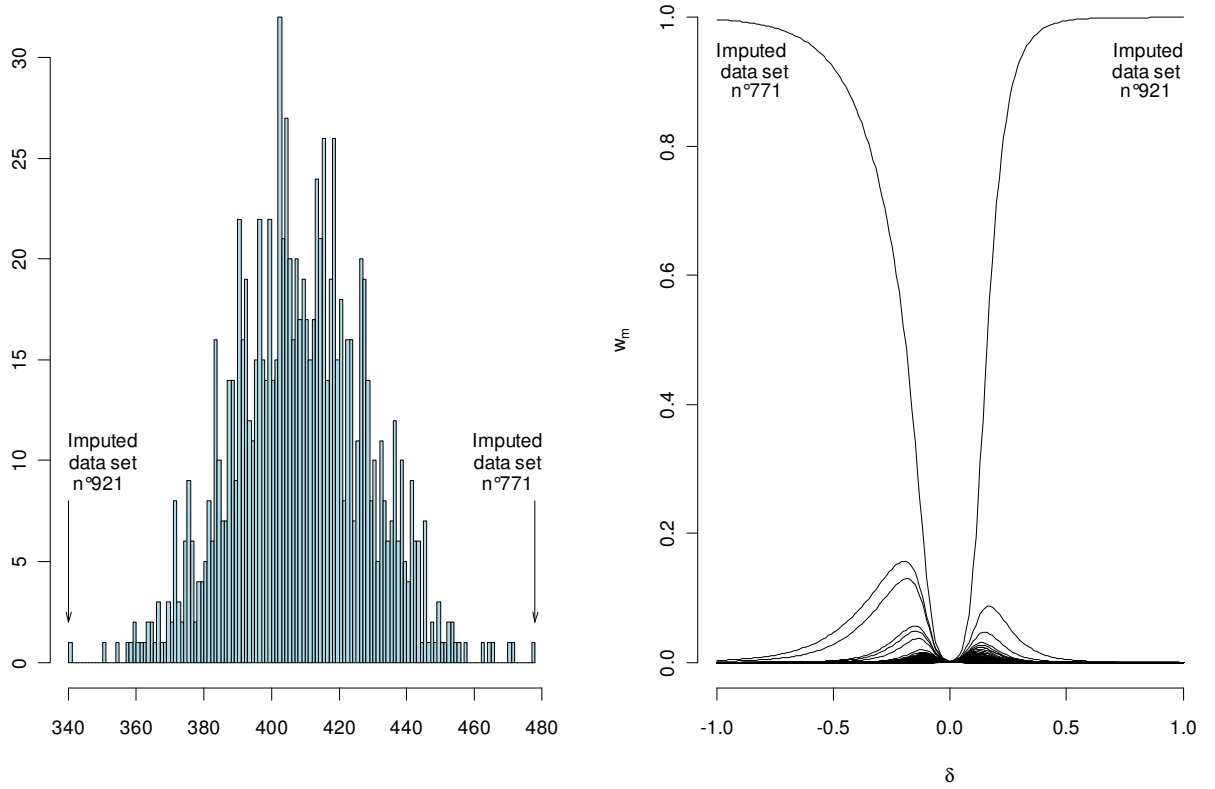 30
25
20
15
10
5
0
Imputed
data set
n°921
Imputed
data set
n°771
340 360 380 400 420 440 460 480
1.0
0.8
0.6
0.4
0.2
0.0
wm
Imputed
data set
n°771
Imputed
data set
n°921
-1.0 -0.5 0.0 0.5 1.0
δ